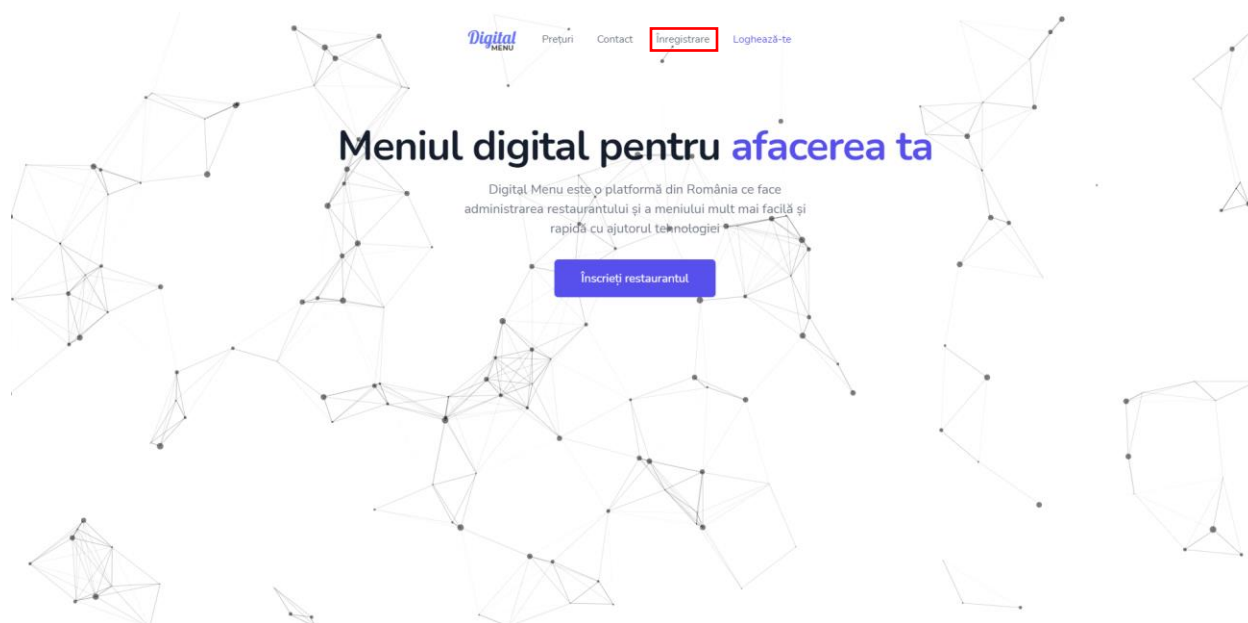 Digital
MENU
Prețuri Contact Înregistrare Loghează-te
Meniul digital pentru afacerea ta
Digital Menu este o platformă din România ce face
administrarea restaurantului și a meniului mult mai facilă și
rapidă cu ajutorul tehnologiei
Înscrieți restaurantul